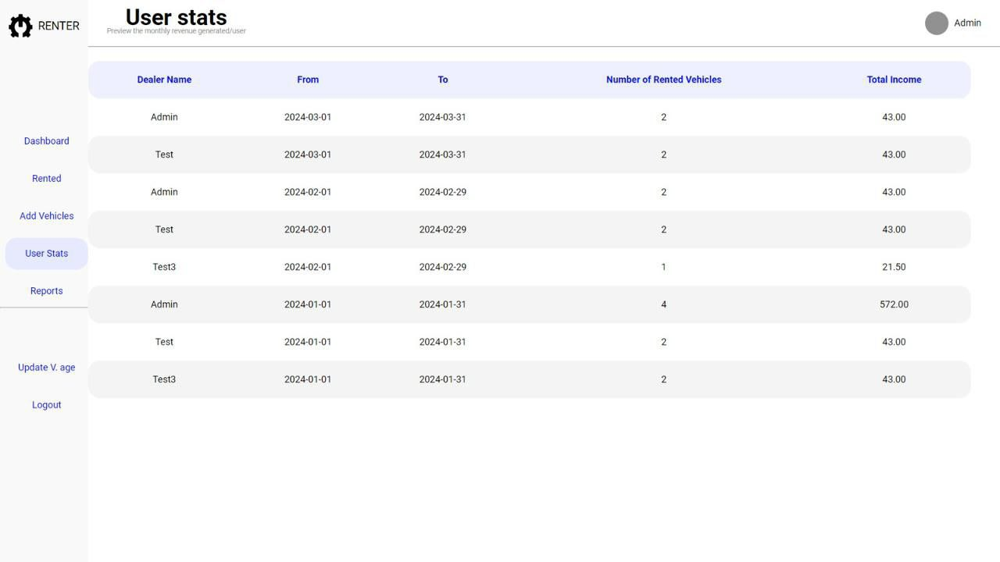 RENTER
User stats
Preview the monthly revenue generated/user
Admin
Dashboard
Rented
Add Vehicles
User Stats
Reports
Update V. age
Logout
Dealer Name From To Number of Rented Vehicles Total Income
Admin 2024-03-01 2024-03-31 2 43.00
Test 2024-03-01 2024-03-31 2 43.00
Admin 2024-02-01 2024-02-29 2 43.00
Test 2024-02-01 2024-02-29 2 43.00
Test3 2024-02-01 2024-02-29 1 21.50
Admin 2024-01-01 2024-01-31 4 572.00
Test 2024-01-01 2024-01-31 2 43.00
Test3 2024-01-01 2024-01-31 2 43.00